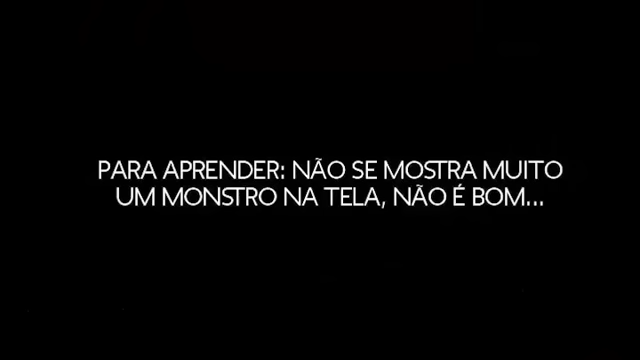 PARA APRENDER: NÃO SE MOSTRA MUITO
UM MONSTRO NA TELA, NÃO É BOM...